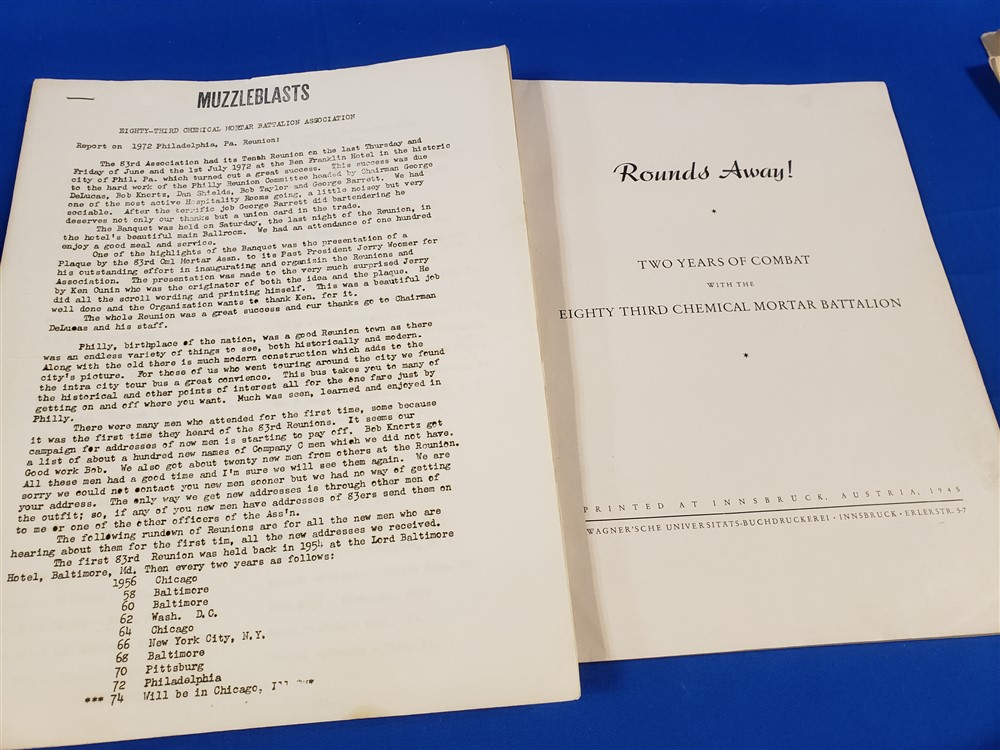 MUZZLEBLASTS
EIGHTY-THIRD CHEMICAL MORTAR BATTALION ASSOCIATION
Report on 1972 Philadelphia, Pa. Reunion:
The 83rd Association had its Tenth Reunion on the last Thursday and
Friday of June and the 1st July 1972 at the Ben Franklin Hotel in the historic
city of Phil. Pa. which turned out a great success. This success was due
to the hard work of the Philly Reunion Committee headed by Chairman George
DeLucas, Bob Knortz, Dan Shields, Bob Taylor and George Barrett. We had
one of the most active Hospitality Rooms going, a little noisey but very
sociable. After the terrific job George Barrett did bartendering he
deserves not only our thanks but a union card in the trade.
The Banquet was held on Saturday, the last night of the Reunion, in
the hotel's beautiful main Ballroom. We had an attendance of one hundred
enjoy a good meal and service.
One of the highlights of the Banquet was the presentation of a
Plaque by the 83rd Cml Mortar Assn. to its Past President Jerry Woomer for
his outstanding effort in inaugurating and organizin the Reunions and
Association. The presentation was made to the very much surprised Jerry
by Ken Cunin who was the originator of both the idea and the plaque. He
did all the scroll wording and printing himself. This was a beautiful job
well done and the Organization wants to thank Ken. for it.
The whole Reunion was a great success and our thanks go to Chairman
DeLucas and his staff.
Philly, birthplace of the nation, was a good Reunion town as there
was an endless variety of things to see, both historically and modern.
Along with the old there is much modern construction which adds to the
city's picture. For those of us who went touring around the city we found
the intra city tour bus a great convience. This bus takes you to many of
the historical and other points of interest all for the one fare just by
getting on and off where you want. Much was seen, learned and enjoyed in
Philly.
There were many men who attended for the first time, some because
it was the first time they heard of the 83rd Reunions. It seems our
campaign for addresses of new men is starting to pay off. Bob Knortz got
a list of about a hundred new names of Company C men which we did not have.
Good work Bob. We also got about twenty new men from others at the Reunion.
All these men had a good time and I'm sure we will see them again. We are
sorry we could not contact you new men sooner but we had no way of getting
your address. The only way we get new addresses is through other men of
the outfit; so, if any of you new men have addresses of 83ers send them on
to me or one of the other officers of the Ass'n.
The following rundown of Reunions are for all the new men who are
hearing about them for the first tim, all the new addresses we received.
The first 83rd Reunion was held back in 1954 at the Lord Baltimore
Hotel, Baltimore, Md. Then every two years as follows:
1956 Chicago
58 Baltimore
60 Baltimore
62 Wash. D.C.
64 Chicago
66 New York City, N.Y.
68 Baltimore
70 Pittsburg
72 Philadelphia
*** 74 Will be in Chicago,
Rounds Away!
*
TWO YEARS OF COMBAT
WITH THE
EIGHTY THIRD CHEMICAL MORTAR BATTALION
*
PRINTED AT INNSBRUCK, AUSTRIA, 1945
WAGNER'SCHE UNIVERSITÄTS-BUCHDRUCKEREI · INNSBRUCK · ERLERSTR. 5-7